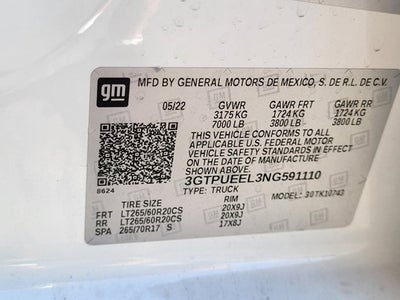 gm
MFD BY GENERAL MOTORS DE MEXICO, S. DE R.L. DE C.V.
05/22 GVWR GAWR FRT GAWR RR
3175 KG 1724 KG 1724 KG
7000 LB 3800 LB 3800 LB
THIS VEHICLE CONFORMS TO ALL
APPLICABLE U.S. FEDERAL MOTOR
VEHICLE SAFETY STANDARDS IN EFFECT
ON THE DATE OF MANUFACTURE
SHOWN ABOVE.
3GTPUEEL3NG591110
8624
TYPE: TRUCK MODEL: 3GTK10743
TIRE SIZE RIM
FRT LT265/60R20CS 20X9J
RR LT265/60R20CS 20X9J
SPA 265/70R17 S 17X8J